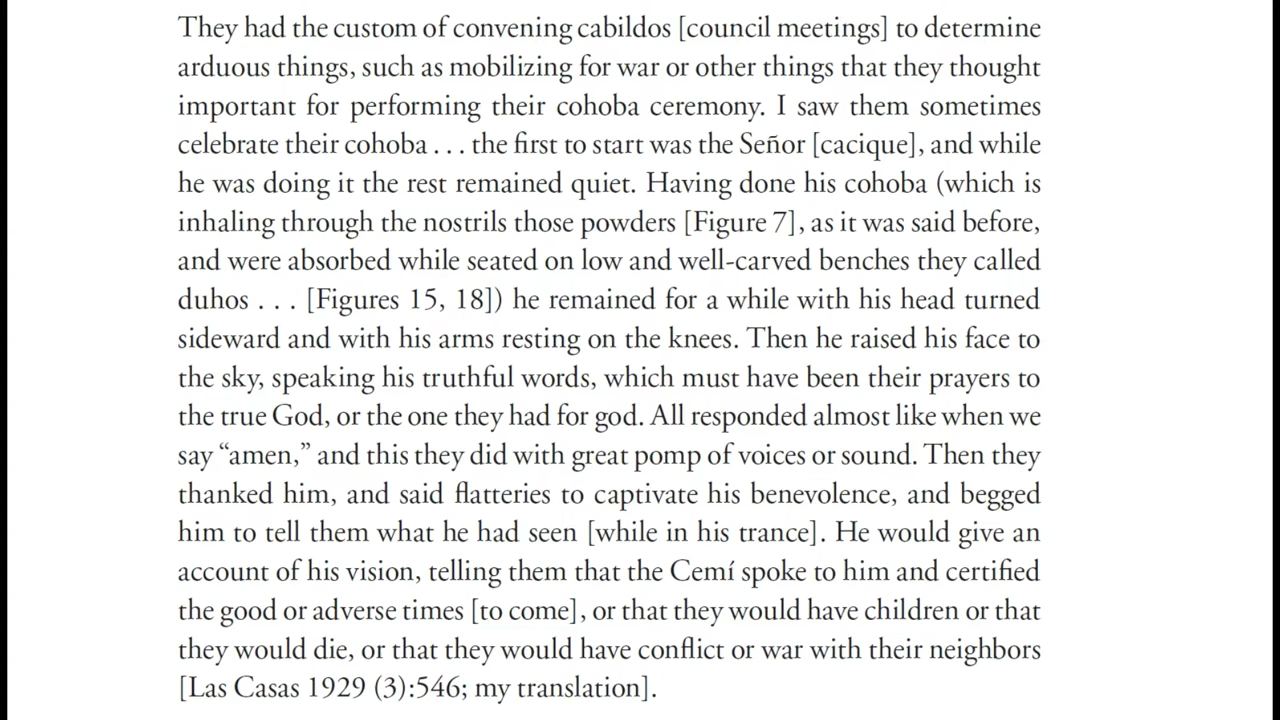 They had the custom of convening cabildos [council meetings] to determine
arduous things, such as mobilizing for war or other things that they thought
important for performing their cohoba ceremony. I saw them sometimes
celebrate their cohoba . . . the first to start was the Señor [cacique], and while
he was doing it the rest remained quiet. Having done his cohoba (which is
inhaling through the nostrils those powders [Figure 7], as it was said before,
and were absorbed while seated on low and well-carved benches they called
duhos . . . [Figures 15, 18]) he remained for a while with his head turned
sideward and with his arms resting on the knees. Then he raised his face to
the sky, speaking his truthful words, which must have been their prayers to
the true God, or the one they had for god. All responded almost like when we
say “amen,” and this they did with great pomp of voices or sound. Then they
thanked him, and said flatteries to captivate his benevolence, and begged
him to tell them what he had seen [while in his trance]. He would give an
account of his vision, telling them that the Cemí spoke to him and certified
the good or adverse times [to come], or that they would have children or that
they would die, or that they would have conflict or war with their neighbors
[Las Casas 1929 (3):546; my translation].